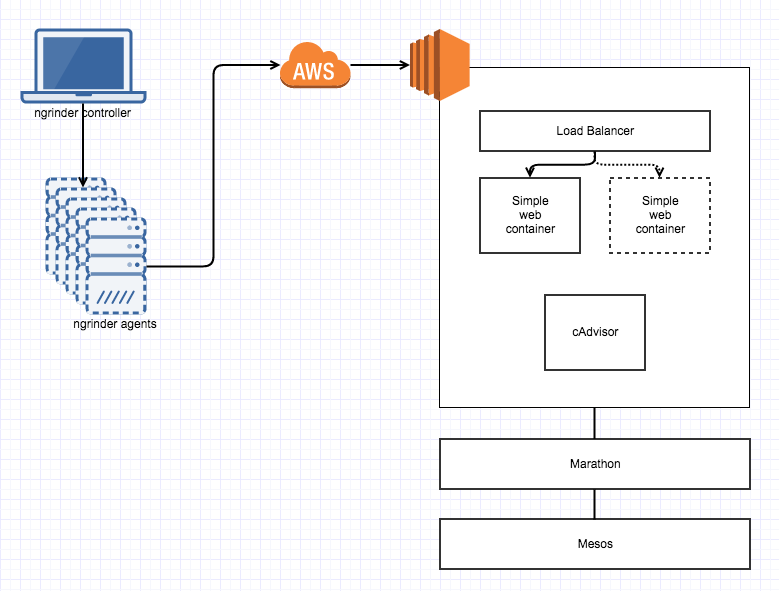 ngrinder controller
AWS
Load Balancer
Simple
web
container
Simple
web
container
ngrinder agents
cAdvisor
Marathon
Mesos